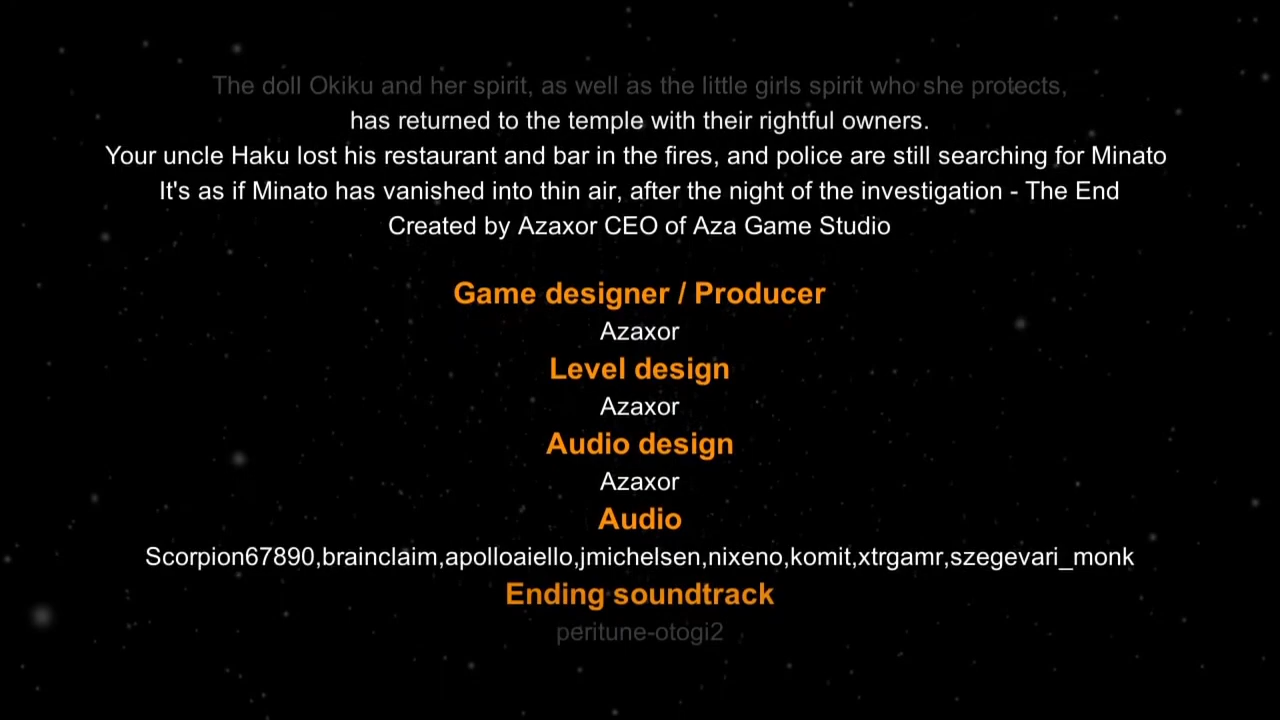 The doll Okiku and her spirit, as well as the little girls spirit who she protects,
has returned to the temple with their rightful owners.
Your uncle Haku lost his restaurant and bar in the fires, and police are still searching for Minato
It's as if Minato has vanished into thin air, after the night of the investigation - The End
Created by Azaxor CEO of Aza Game Studio
Game designer / Producer
Azaxor
Level design
Azaxor
Audio design
Azaxor
Audio
Scorpion67890,brainclaim,apolloaiello,jmichelsen,nixeno,komit,xtrgamr,szegevari_monk
Ending soundtrack
peritune-otogi2